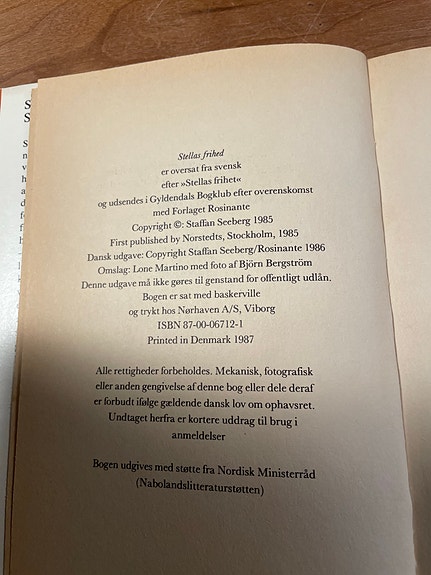 Stellas frihed
er oversat fra svensk
efter »Stellas frihet«
og udsendes i Gyldendals Bogklub efter overenskomst
med Forlaget Rosinante
Copyright ©: Staffan Seeberg 1985
First published by Norstedts, Stockholm, 1985
Dansk udgave: Copyright Staffan Seeberg/Rosinante 1986
Omslag: Lone Martino med foto af Björn Bergström
Denne udgave må ikke gøres til genstand for offentligt udlån.
Bogen er sat med baskerville
og trykt hos Nørhaven A/S, Viborg
ISBN 87-00-06712-1
Printed in Denmark 1987
Alle rettigheder forbeholdes. Mekanisk, fotografisk
eller anden gengivelse af denne bog eller dele deraf
er forbudt ifølge gældende dansk lov om ophavsret.
Undtaget herfra er kortere uddrag til brug i
anmeldelser
Bogen udgives med støtte fra Nordisk Ministerråd
(Nabolandslitteraturstøtten)